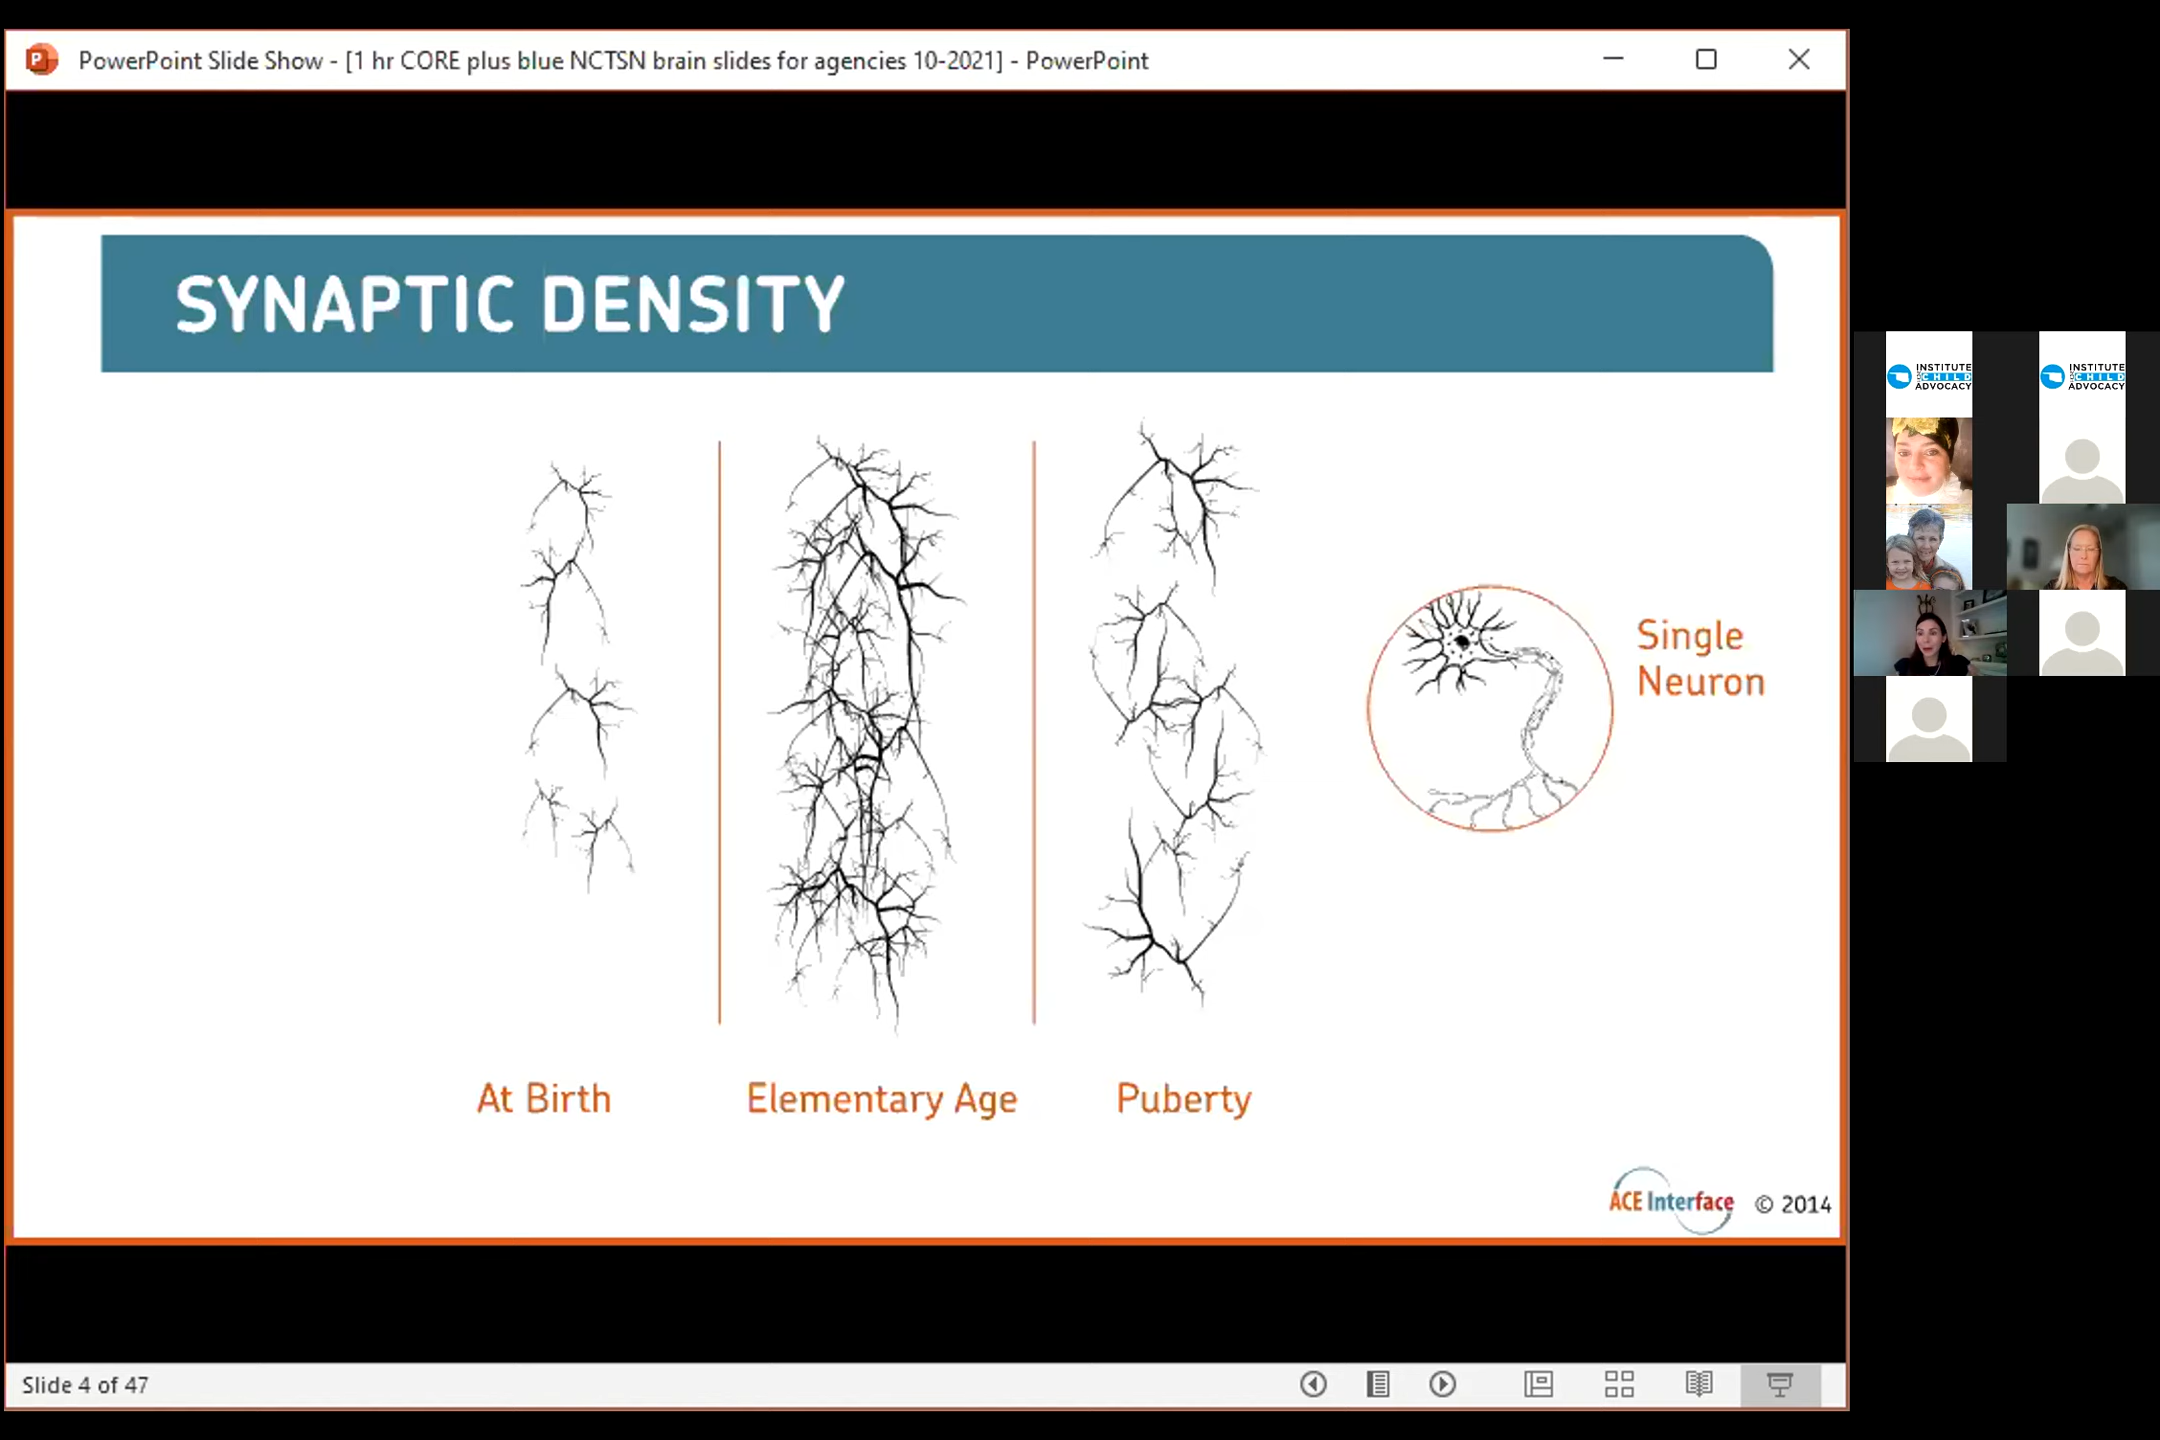 PowerPoint Slide Show - [1 hr CORE plus blue NCTSN brain slides for agencies 10-2021] - PowerPoint
SYNAPTIC DENSITY
Single
Neuron
At Birth
Elementary Age
Puberty
ACE Interface © 2014
Slide 4 of 47
INSTITUTE
CHILD
ADVOCACY
INSTITUTE
CHILD
ADVOCACY